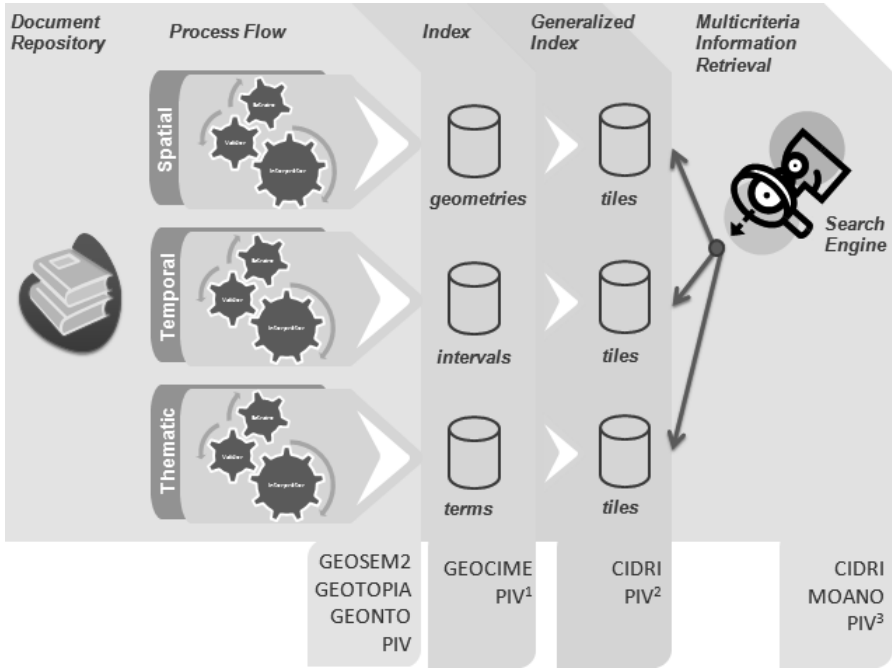 Document
Repository
Process Flow
Index
Generalized
Index
Multicriteria
Information
Retrieval
Spatial
geometries
tiles
Search
Engine
Temporal
intervals
tiles
Thematic
terms
tiles
GEOSEM2
GEOTOPIA
GEONTO
PIV
GEOCIME
PIV¹
CIDRI
PIV²
CIDRI
MOANO
PIV³